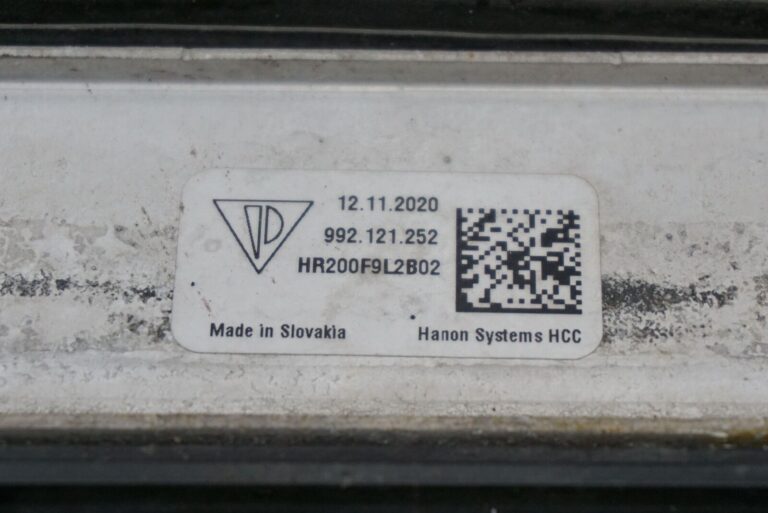 12.11.2020
992.121.252
HR200F9L2B02
Made in Slovakia
Hanon Systems HCC